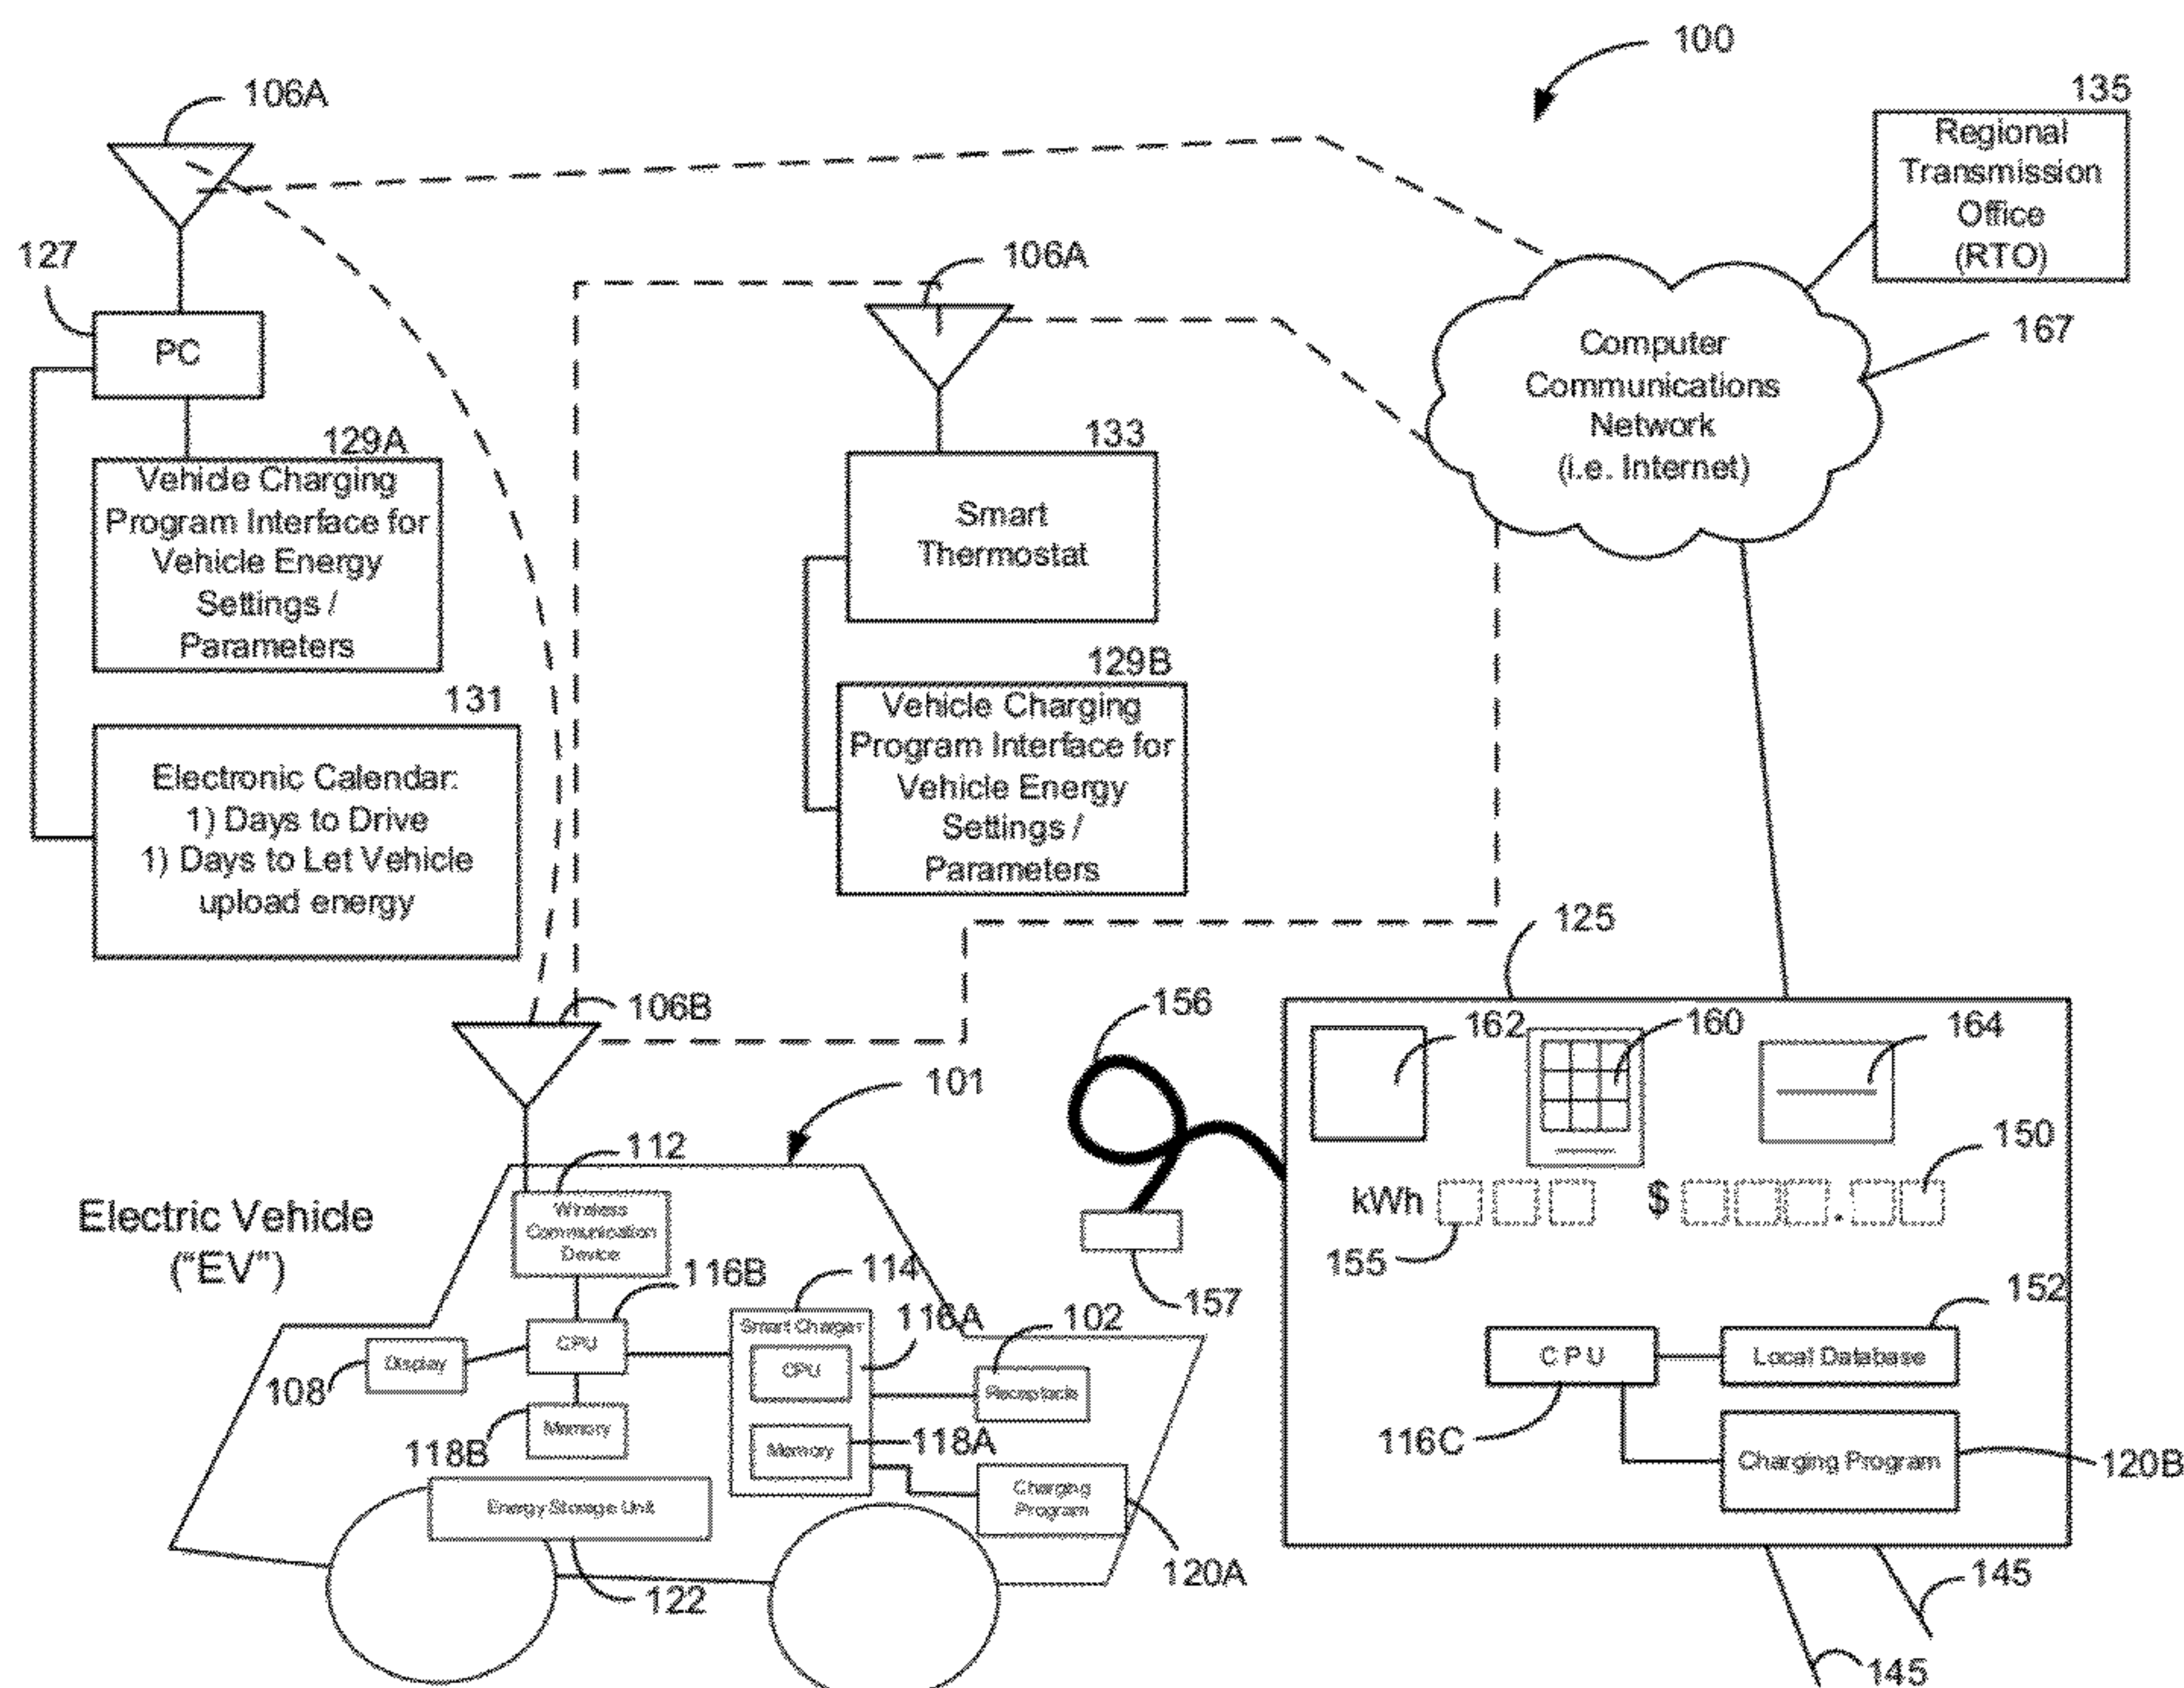 100
135
Regional
Transmission
Office
(RTO)
106A
127
PC
106A
Computer
Communications
Network
(i.e. Internet)
167
129A
Vehicle Charging
Program Interface for
Vehicle Energy
Settings /
Parameters
133
Smart
Thermostat
131
Electronic Calendar:
1) Days to Drive
1) Days to Let Vehicle
upload energy
129B
Vehicle Charging
Program Interface for
Vehicle Energy
Settings /
Parameters
125
106B
156
162
160
164
101
150
112
Electric Vehicle
("EV")
Wireless
Communication
Device
kWh
$ .
155
157
116B
114
116A
102
152
Smart Charger
CPU
CPU
Display
108
Receptacle
Memory
118B
Memory
118A
CPU
Local Database
116C
Charging Program
120B
Energy Storage Unit
Charging
Program
122
120A
145
145